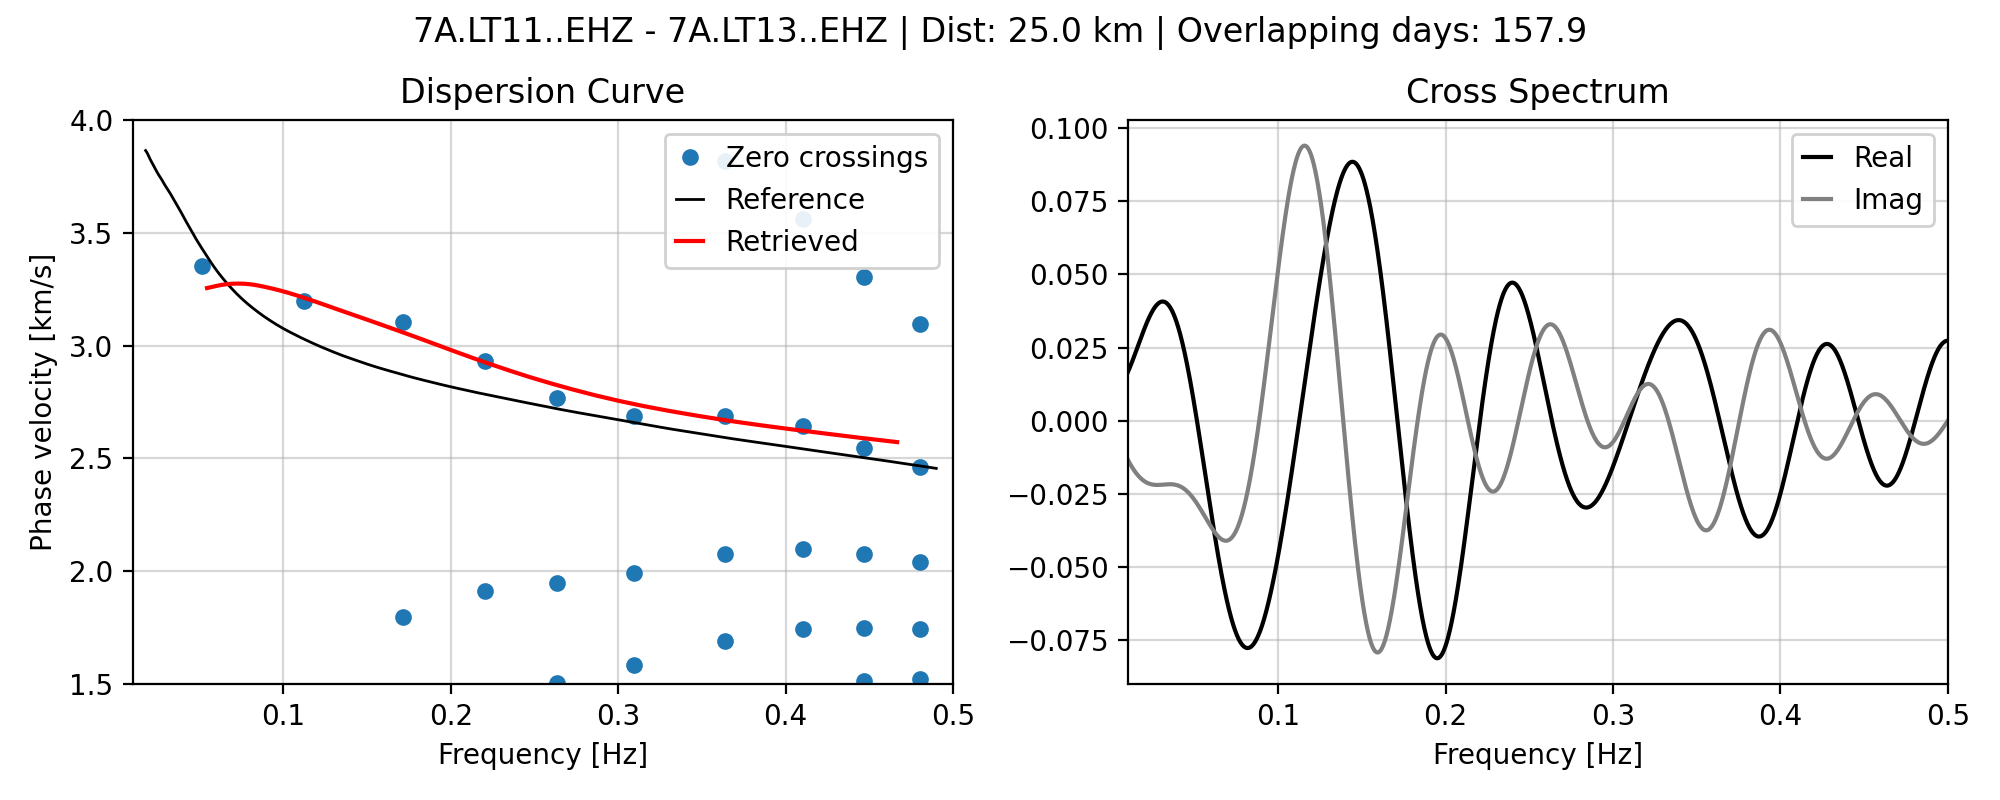 7A.LT11..EHZ - 7A.LT13..EHZ | Dist: 25.0 km | Overlapping days: 157.9
Dispersion Curve
Phase velocity [km/s]
4.0
3.5
3.0
2.5
2.0
1.5
Zero crossings
Reference
Retrieved
0.1 0.2 0.3 0.4 0.5
Frequency [Hz]
Cross Spectrum
0.100
0.075
0.050
0.025
0.000
−0.025
−0.050
−0.075
Real
Imag
0.1 0.2 0.3 0.4 0.5
Frequency [Hz]